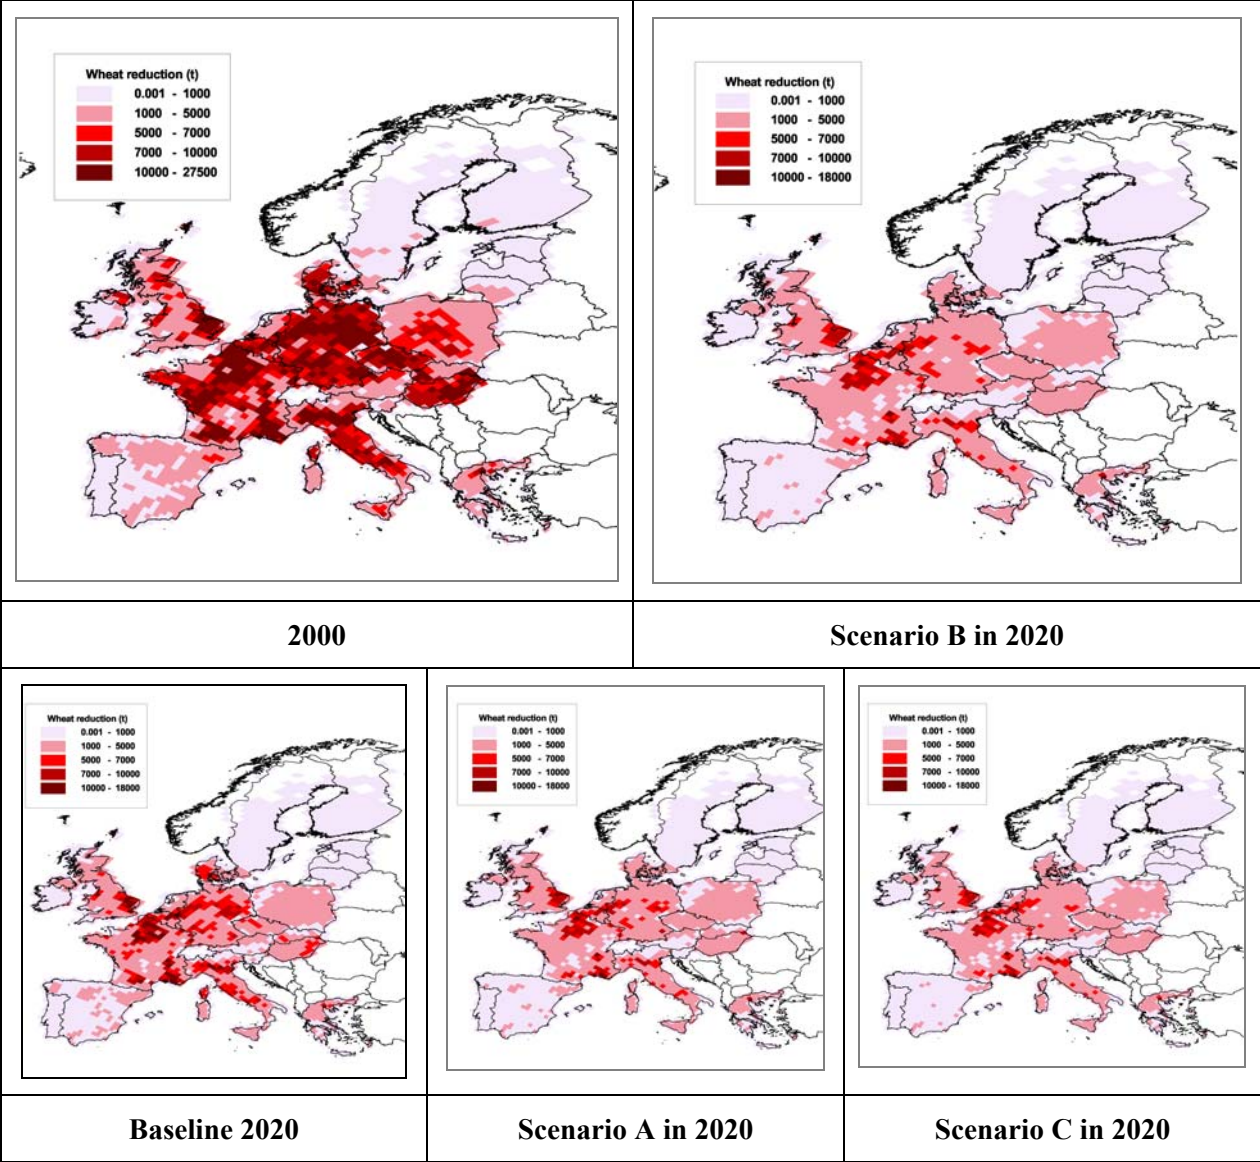 Wheat reduction (t)
0.001 - 1000
1000 - 5000
5000 - 7000
7000 - 10000
10000 - 27500
Wheat reduction (t)
0.001 - 1000
1000 - 5000
5000 - 7000
7000 - 10000
10000 - 18000
2000
Scenario B in 2020
Wheat reduction (t)
0.001 - 1000
1000 - 5000
5000 - 7000
7000 - 10000
10000 - 18000
Wheat reduction (t)
0.001 - 1000
1000 - 5000
5000 - 7000
7000 - 10000
10000 - 18000
Wheat reduction (t)
0.001 - 1000
1000 - 5000
5000 - 7000
7000 - 10000
10000 - 18000
Baseline 2020
Scenario A in 2020
Scenario C in 2020